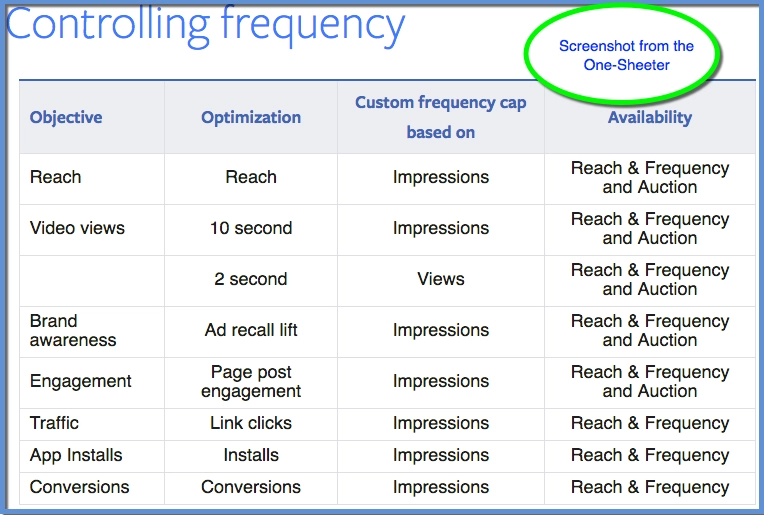 Controlling frequency
Screenshot from the
One-Sheeter
Objective Optimization Custom frequency cap based on Availability
Reach Reach Impressions Reach & Frequency and Auction
Video views 10 second Impressions Reach & Frequency and Auction
2 second Views Reach & Frequency and Auction
Brand awareness Ad recall lift Impressions Reach & Frequency and Auction
Engagement Page post engagement Impressions Reach & Frequency and Auction
Traffic Link clicks Impressions Reach & Frequency
App Installs Installs Impressions Reach & Frequency
Conversions Conversions Impressions Reach & Frequency